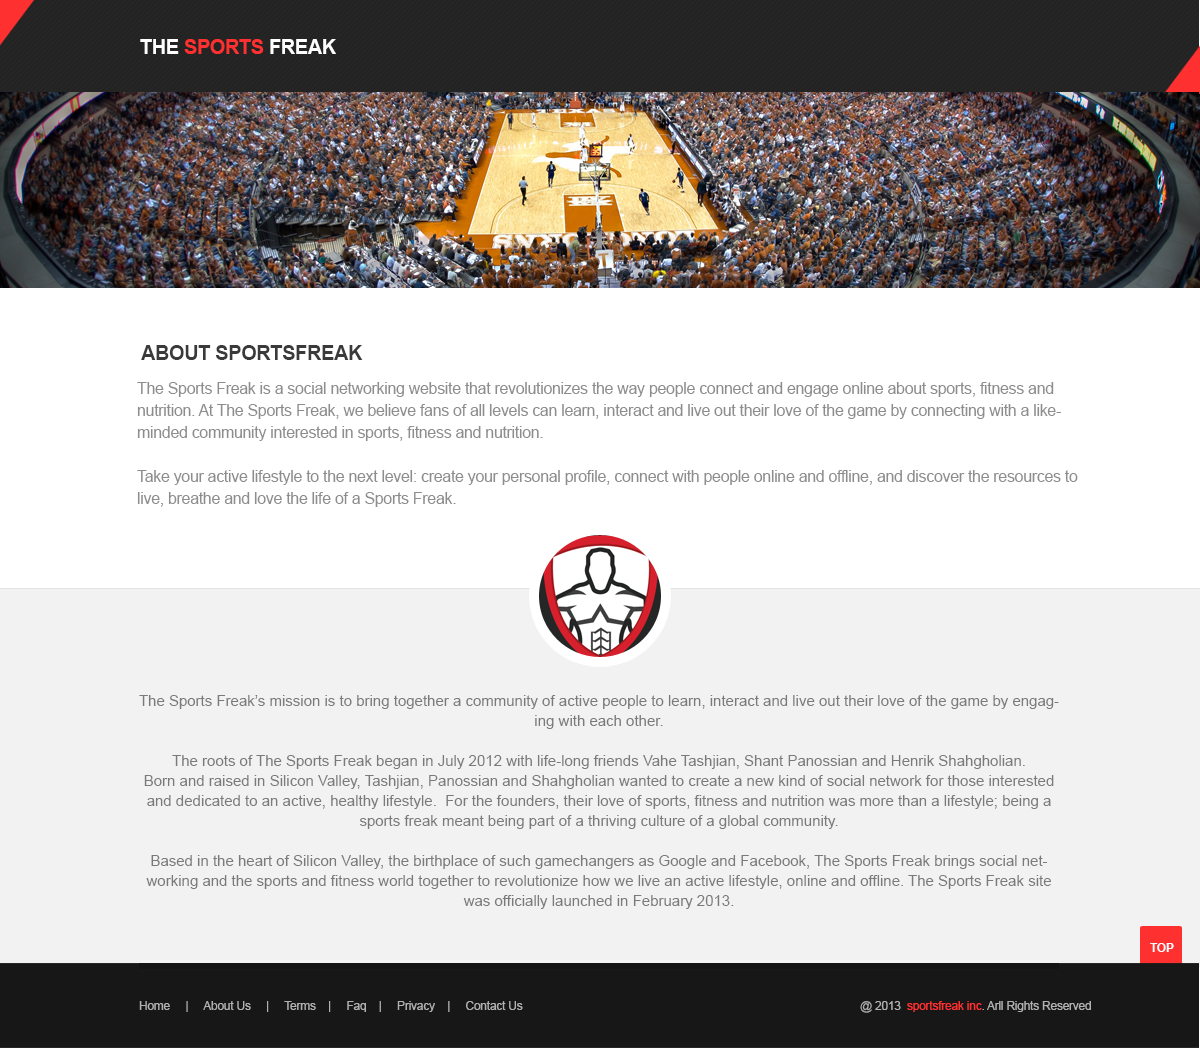 THE SPORTS FREAK
ABOUT SPORTSFREAK
The Sports Freak is a social networking website that revolutionizes the way people connect and engage online about sports, fitness and
nutrition. At The Sports Freak, we believe fans of all levels can learn, interact and live out their love of the game by connecting with a like-
minded community interested in sports, fitness and nutrition.
Take your active lifestyle to the next level: create your personal profile, connect with people online and offline, and discover the resources to
live, breathe and love the life of a Sports Freak.
The Sports Freak’s mission is to bring together a community of active people to learn, interact and live out their love of the game by engag-
ing with each other.
The roots of The Sports Freak began in July 2012 with life-long friends Vahe Tashjian, Shant Panossian and Henrik Shahgholian.
Born and raised in Silicon Valley, Tashjian, Panossian and Shahgholian wanted to create a new kind of social network for those interested
and dedicated to an active, healthy lifestyle.  For the founders, their love of sports, fitness and nutrition was more than a lifestyle; being a
sports freak meant being part of a thriving culture of a global community.
Based in the heart of Silicon Valley, the birthplace of such gamechangers as Google and Facebook, The Sports Freak brings social net-
working and the sports and fitness world together to revolutionize how we live an active lifestyle, online and offline. The Sports Freak site
was officially launched in February 2013.
TOP
Home | About Us | Terms | Faq | Privacy | Contact Us
@ 2013 sportsfreak inc. Arll Rights Reserved